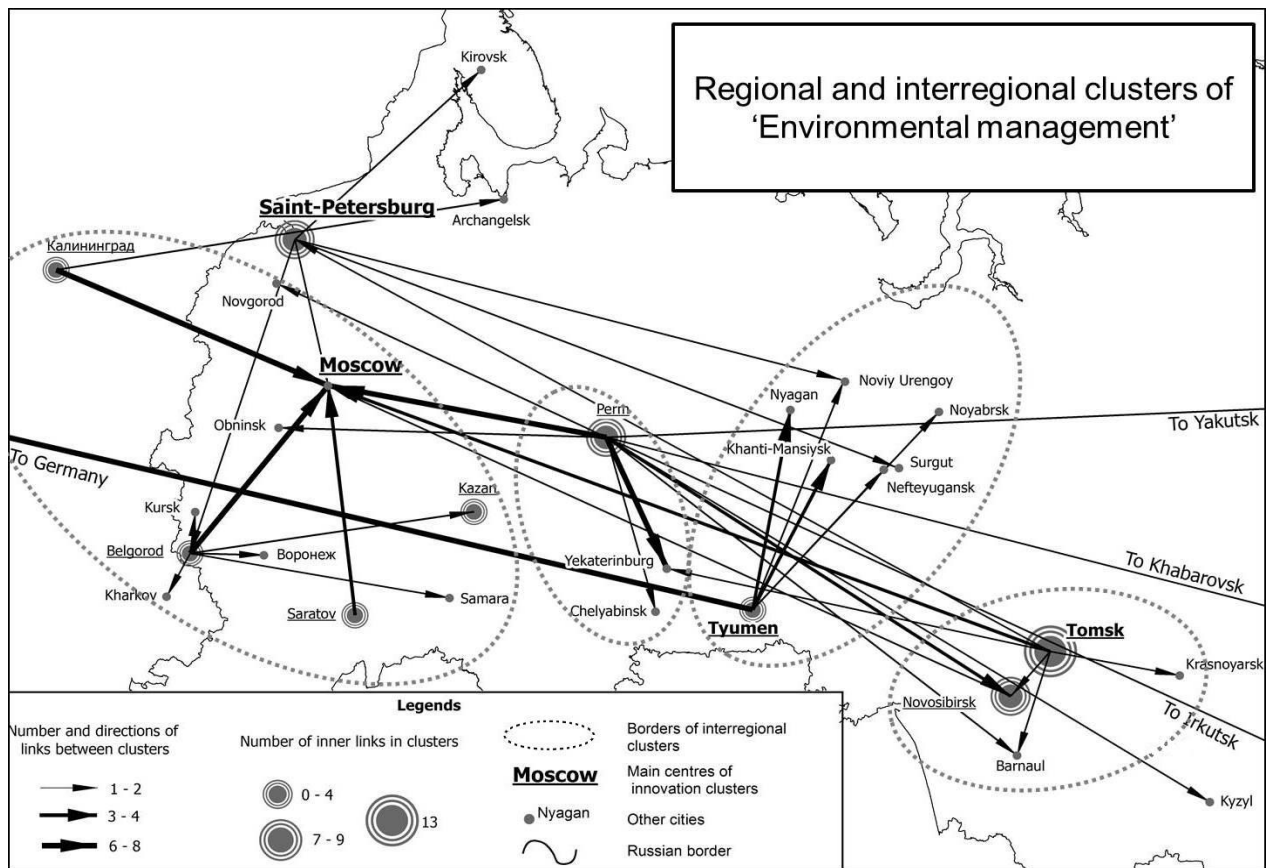 Regional and interregional clusters of
‘Environmental management’
Kirovsk
Archangelsk
Saint-Petersburg
Калининград
Novgorod
Moscow
Noviy Urengoy
Nyagan
Noyabrsk
Perm
To Yakutsk
Obninsk
Khanti-Mansiysk
Surgut
Nefteyugansk
To Germany
Kazan
Kursk
Belgorod
Воронеж
Yekaterinburg
To Khabarovsk
Kharkov
Samara
Saratov
Chelyabinsk
Tyumen
Tomsk
Krasnoyarsk
Novosibirsk
To Irkutsk
Barnaul
Kyzyl
Legends
Number and directions of
links between clusters
1 - 2
3 - 4
6 - 8
Number of inner links in clusters
0 - 4
7 - 9
13
Borders of interregional
clusters
Moscow
Main centres of
innovation clusters
Nyagan
Other cities
Russian border